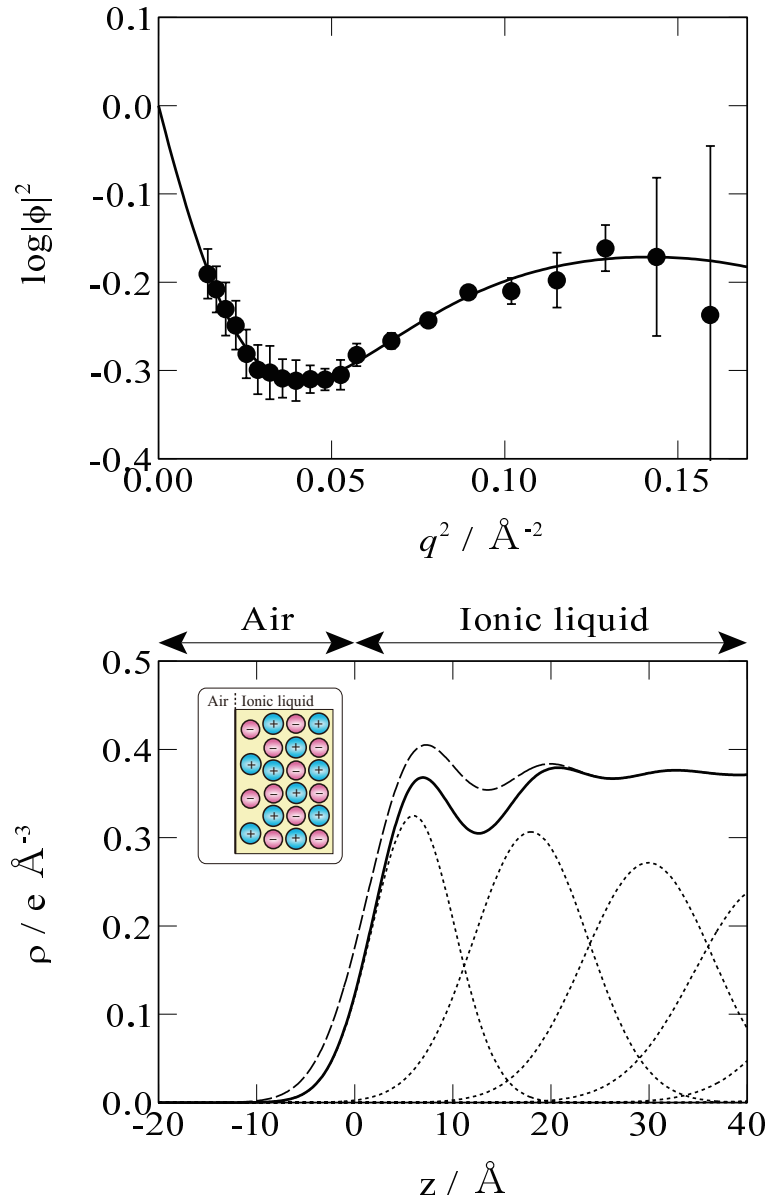 0.1
0.0
-0.1
-0.2
-0.3
-0.4
log|ϕ|²
0.00 0.05 0.10 0.15
q² / Å⁻²
Air Ionic liquid
0.5
0.4
0.3
0.2
0.1
0.0
ρ / e Å⁻³
Air Ionic liquid
− + − +
+ − + −
− + − +
+ − + −
− + − +
+ − + −
-20 -10 0 10 20 30 40
z / Å